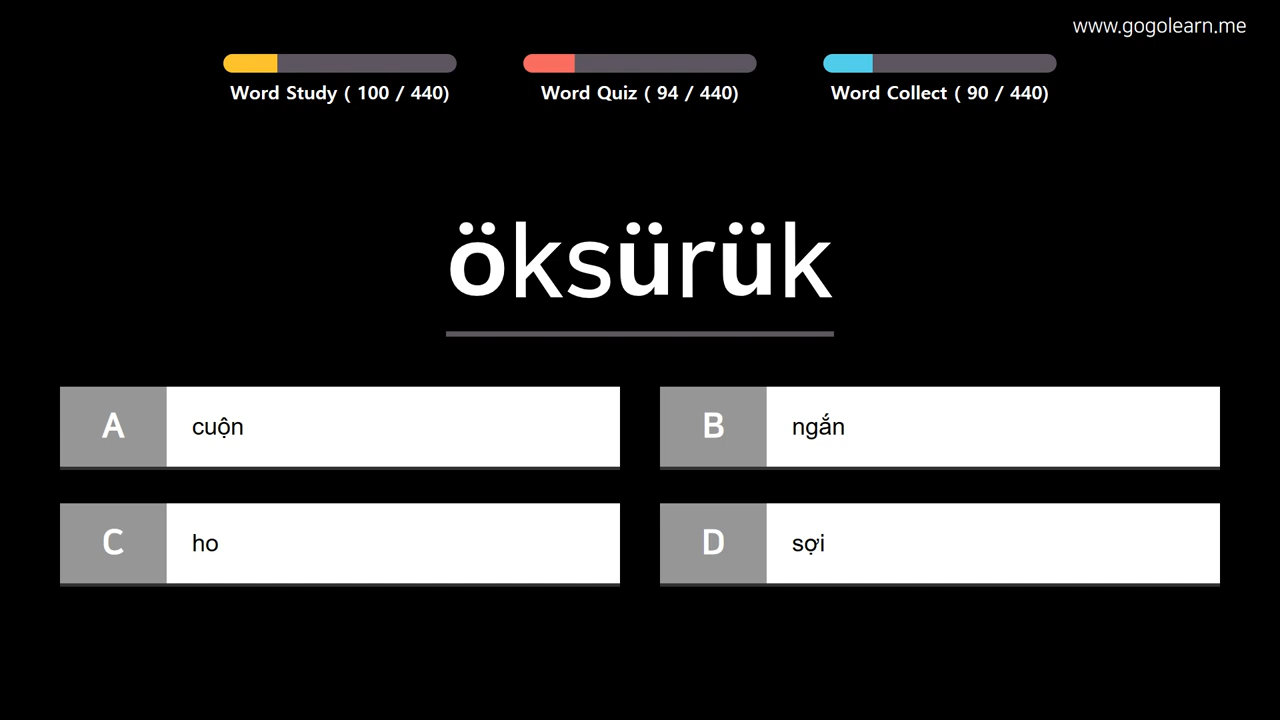 www.gogolearn.me
Word Study ( 100 / 440)
Word Quiz ( 94 / 440)
Word Collect ( 90 / 440)
öksürük
A
cuộn
B
ngắn
C
ho
D
sợi